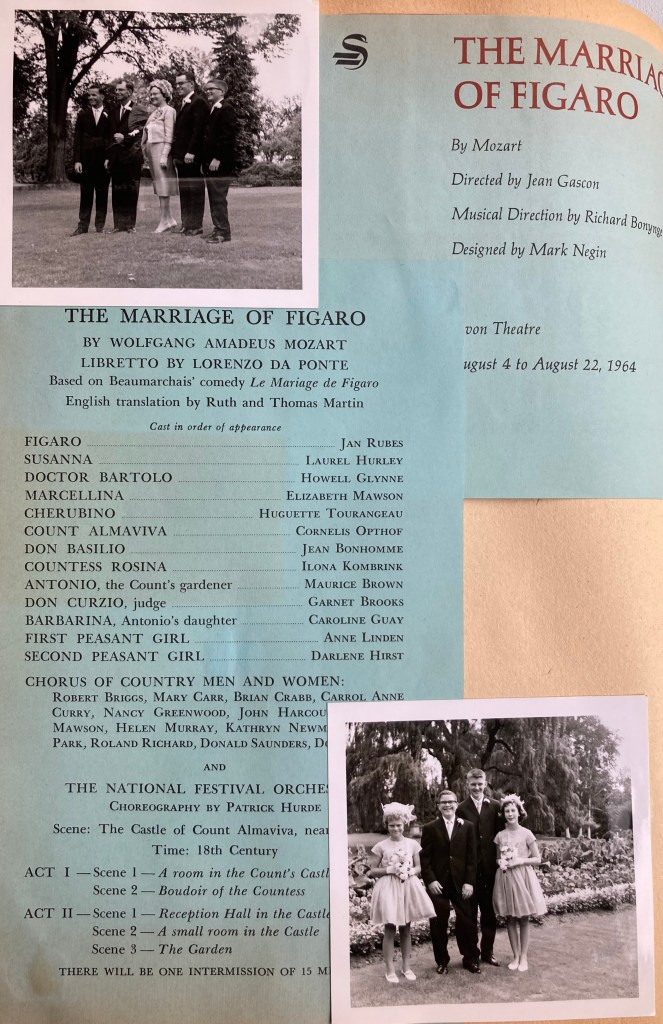 THE MARRIAG
OF FIGARO
By Mozart
Directed by Jean Gascon
Musical Direction by Richard Bonynge
Designed by Mark Negin
von Theatre
ugust 4 to August 22, 1964
THE MARRIAGE OF FIGARO
BY WOLFGANG AMADEUS MOZART
LIBRETTO BY LORENZO DA PONTE
Based on Beaumarchais' comedy Le Mariage de Figaro
English translation by Ruth and Thomas Martin
Cast in order of appearance
FIGARO JAN RUBES
SUSANNA LAUREL HURLEY
DOCTOR BARTOLO HOWELL GLYNNE
MARCELLINA ELIZABETH MAWSON
CHERUBINO HUGUETTE TOURANGEAU
COUNT ALMAVIVA CORNELIS OPTHOF
DON BASILIO JEAN BONHOMME
COUNTESS ROSINA ILONA KOMBRINK
ANTONIO, the Count's gardener MAURICE BROWN
DON CURZIO, judge GARNET BROOKS
BARBARINA, Antonio's daughter CAROLINE GUAY
FIRST PEASANT GIRL ANNE LINDEN
SECOND PEASANT GIRL DARLENE HIRST
CHORUS OF COUNTRY MEN AND WOMEN:
ROBERT BRIGGS, MARY CARR, BRIAN CRABB, CARROL ANNE
CURRY, NANCY GREENWOOD, JOHN HARCOU
MAWSON, HELEN MURRAY, KATHRYN NEWM
PARK, ROLAND RICHARD, DONALD SAUNDERS, DO
AND
THE NATIONAL FESTIVAL ORCHES
CHOREOGRAPHY BY PATRICK HURDE
Scene: The Castle of Count Almaviva, near
Time: 18th Century
ACT I — Scene 1 — A room in the Count's Castl
Scene 2 — Boudoir of the Countess
ACT II — Scene 1 — Reception Hall in the Castle
Scene 2 — A small room in the Castle
Scene 3 — The Garden
THERE WILL BE ONE INTERMISSION OF 15 M